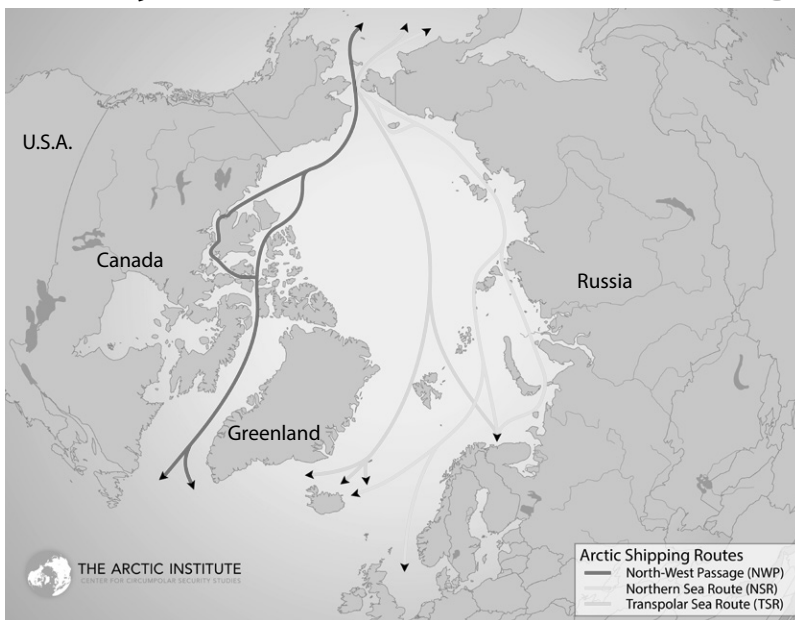 U.S.A.
Canada
Russia
Greenland
THE ARCTIC INSTITUTE
CENTER FOR CIRCUMPOLAR SECURITY STUDIES
Arctic Shipping Routes
North-West Passage (NWP)
Northern Sea Route (NSR)
Transpolar Sea Route (TSR)